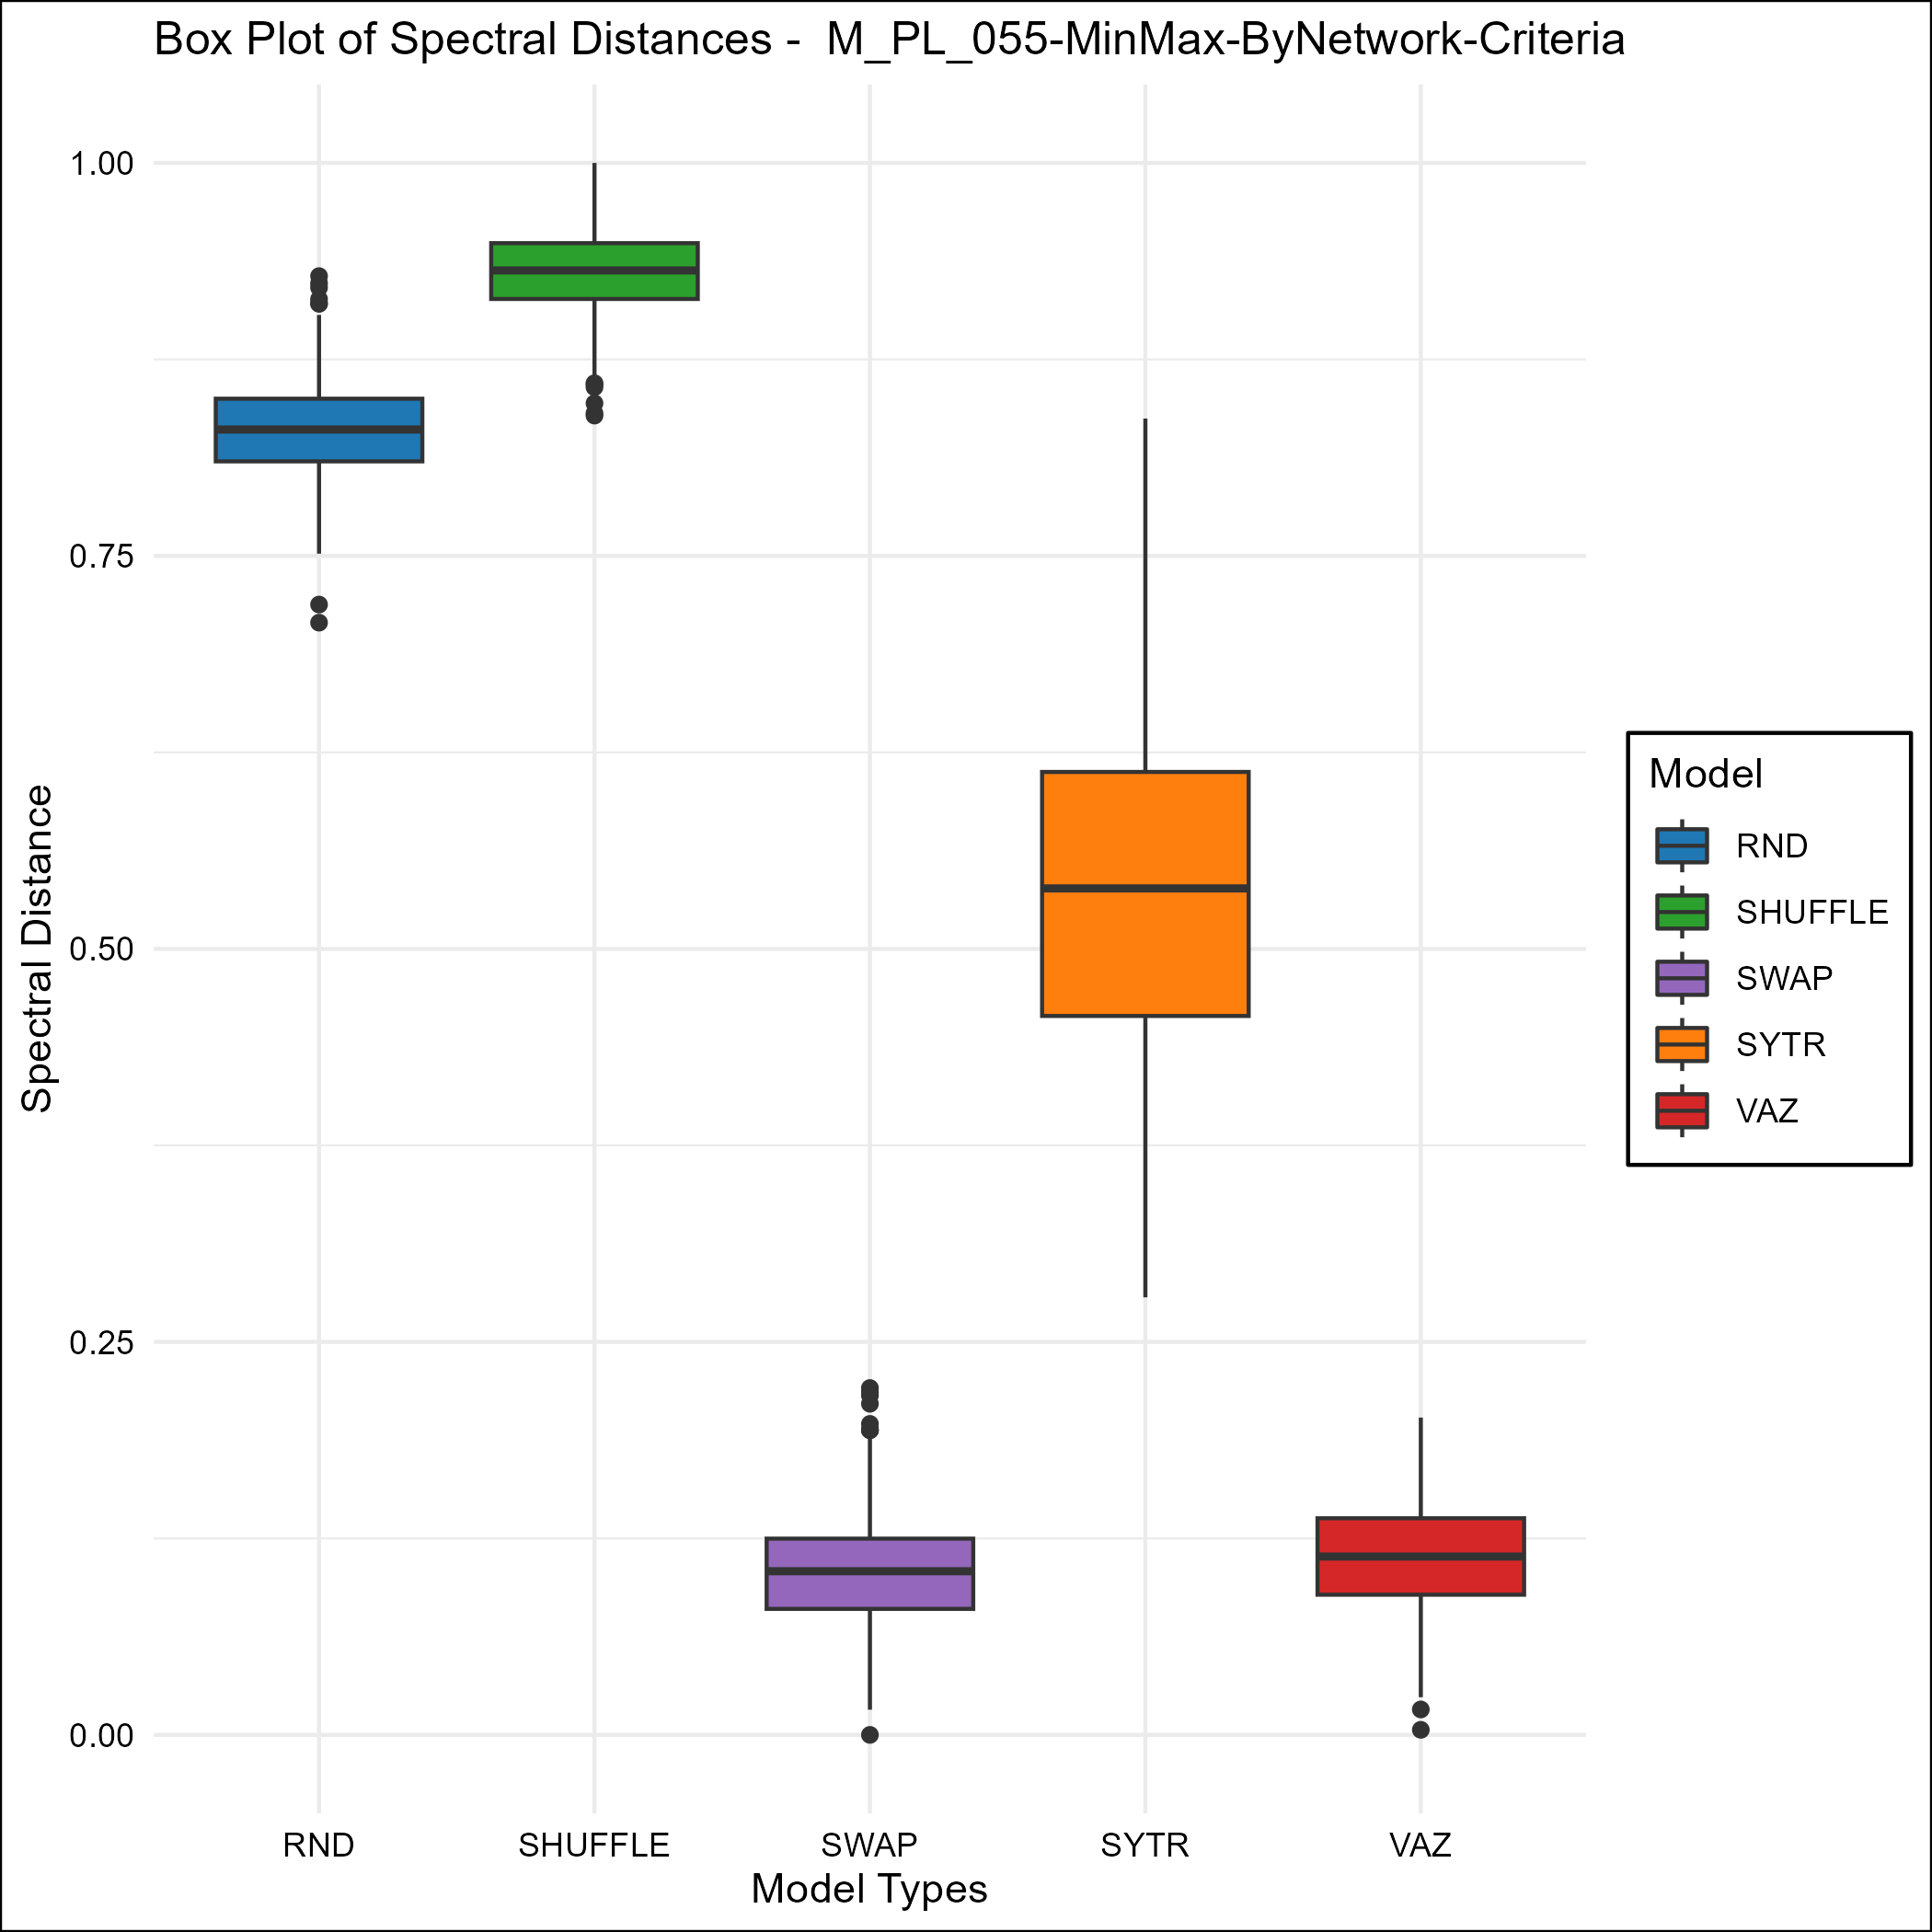 Box Plot of Spectral Distances -  M_PL_055-MinMax-ByNetwork-Criteria
1.00
0.75
0.50
0.25
0.00
Spectral Distance
RND
SHUFFLE
SWAP
SYTR
VAZ
Model Types
Model
RND
SHUFFLE
SWAP
SYTR
VAZ